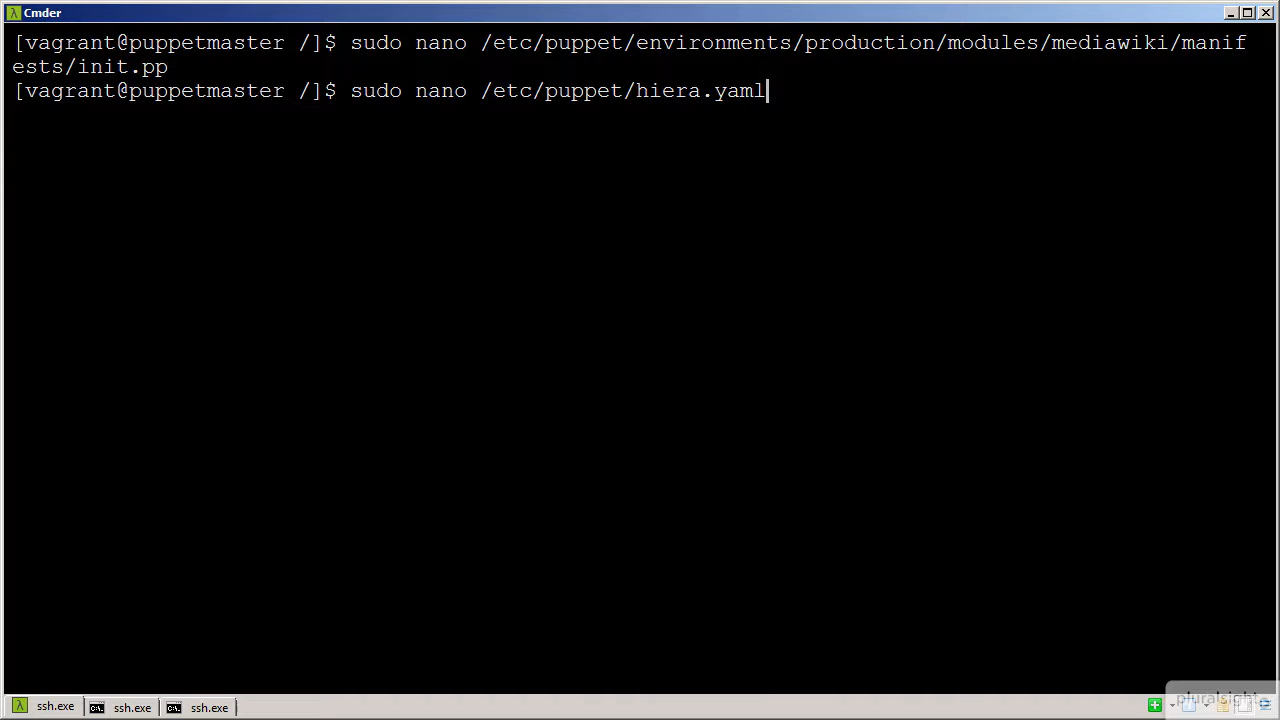 Cmder
[vagrant@puppetmaster /]$ sudo nano /etc/puppet/environments/production/modules/mediawiki/manif
ests/init.pp
[vagrant@puppetmaster /]$ sudo nano /etc/puppet/hiera.yaml
ssh.exe
ssh.exe
ssh.exe
pluralsight